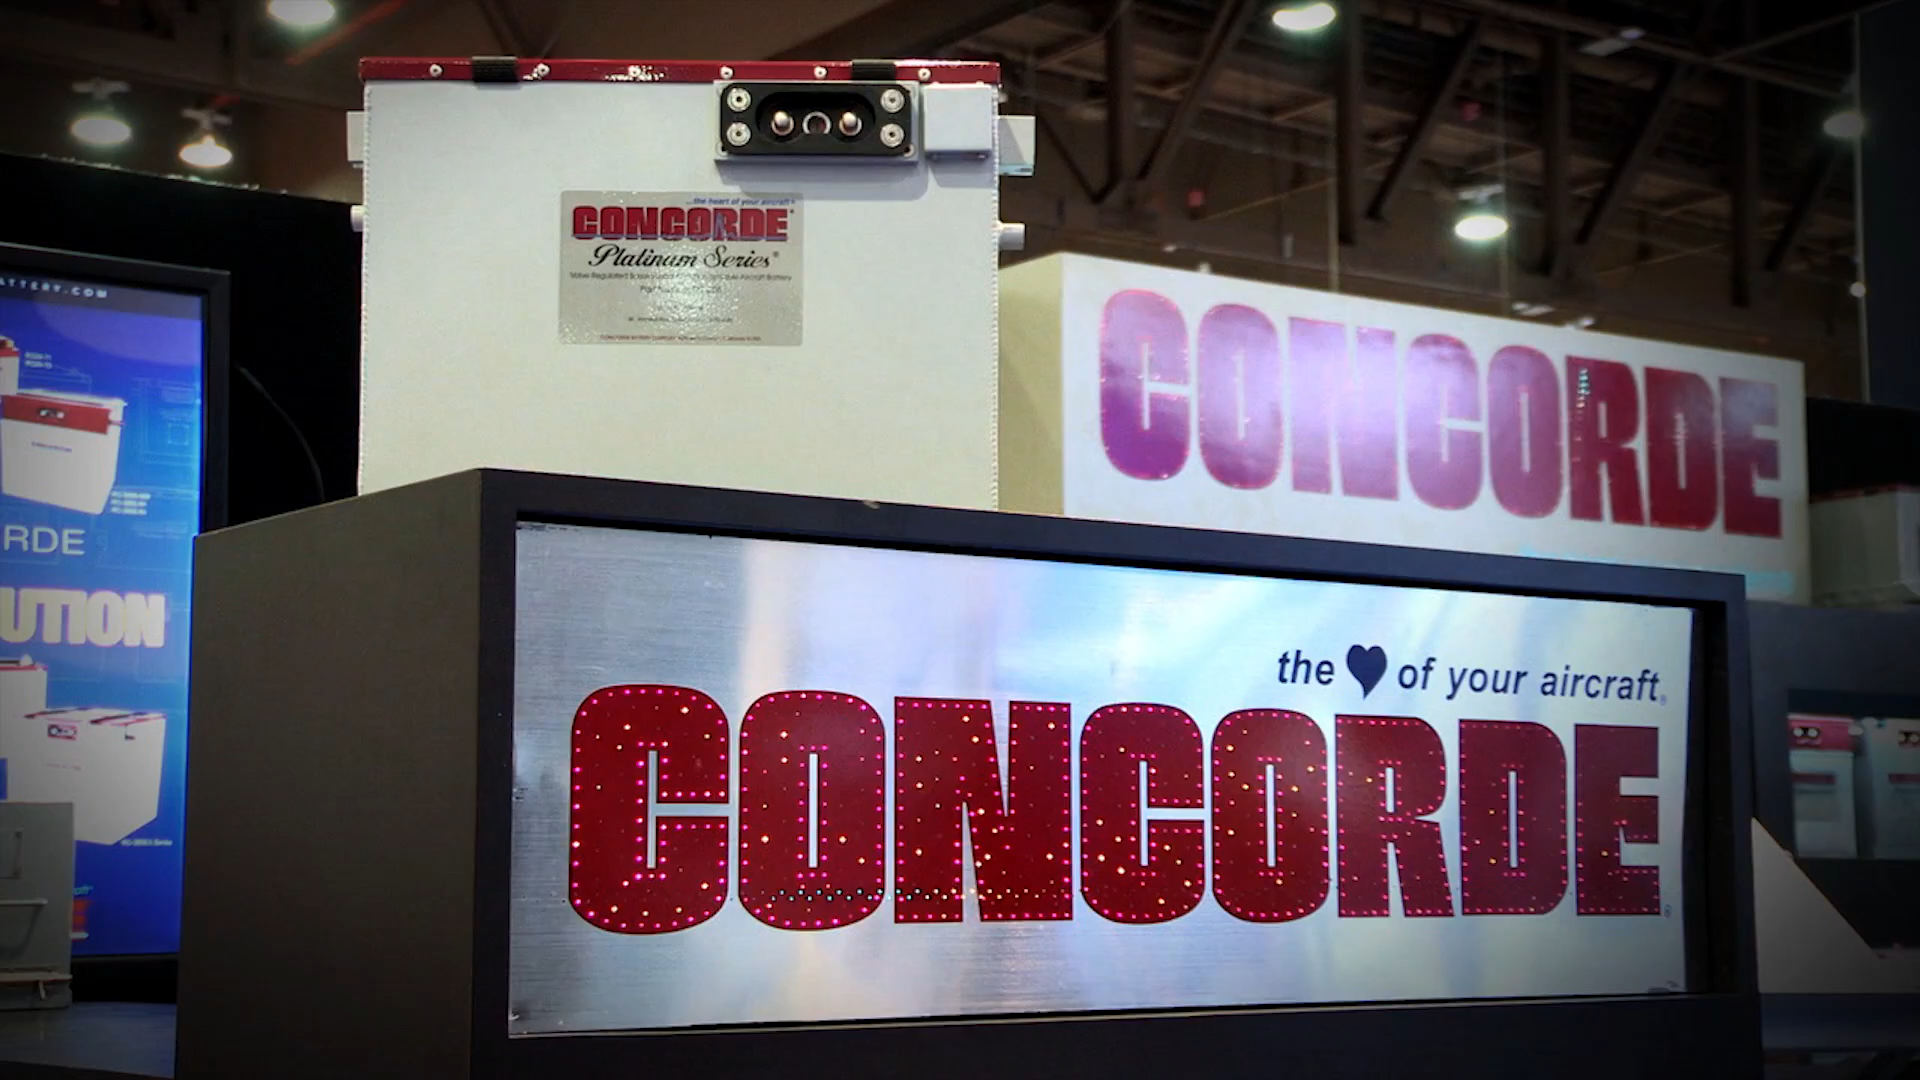 ...the heart of your aircraft®
CONCORDE®
Platinum Series®
CONCORDE
ATTERY.COM
RDE
UTION
the of your aircraft®
CONCORDE®